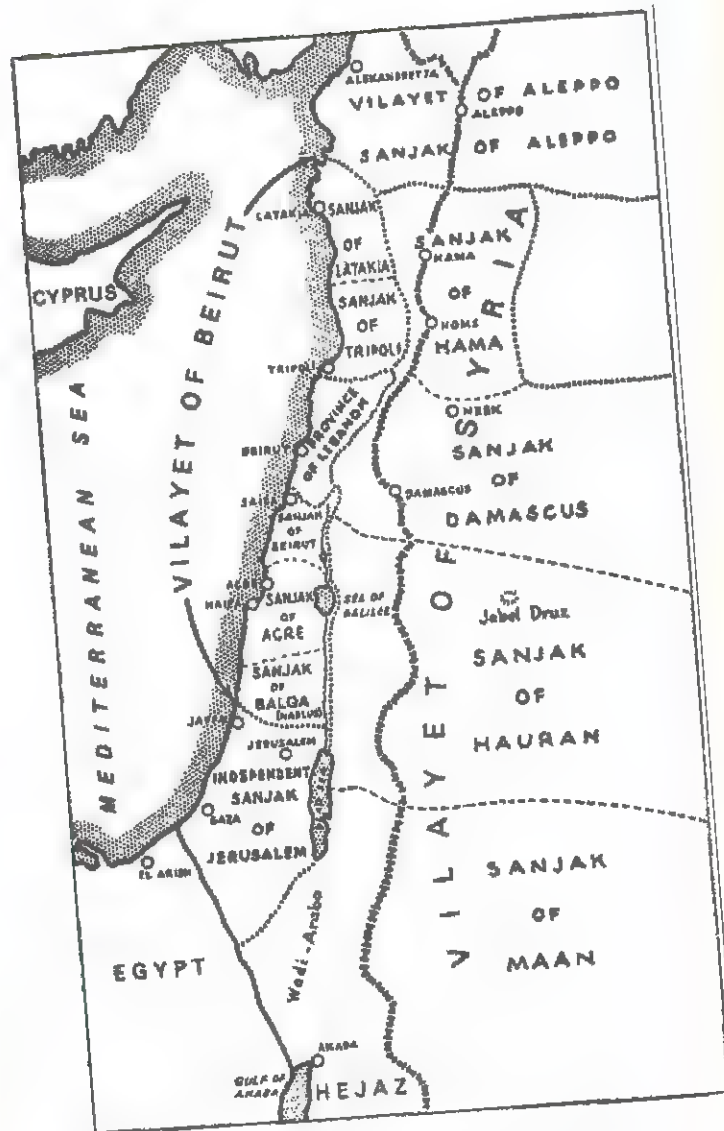 ALEXANDRETTA
VILAYET OF ALEPPO
ALEPPO
SANJAK OF ALEPPO
LATAKIA
SANJAK
OF
LATAKIA
SANJAK
OF
TRIPOLI
SANJAK
HAMA
OF
HOMS
HAMA
CYPRUS
MEDITERRANEAN SEA
VILAYET OF BEIRUT
VILAYET OF SYRIA
TRIPOLI
NEBK
BEIRUT
PROVINCE
OF LEBANON
SANJAK
OF
DAMASCUS
DAMASCUS
SAIDA
SANJAK
OF
BEIRUT
ACRE
HAIFA
SANJAK
OF
ACRE
SEA OF
GALILEE
Jebel Druz
SANJAK
OF
HAURAN
SANJAK
OF
BALQA
(NABLUS)
JAFFA
JERUSALEM
INDEPENDENT
SANJAK
OF
JERUSALEM
GAZA
EL ARISH
SANJAK
OF
MAAN
EGYPT
Wadi-Araba
AKABA
GULF OF
AKABA
HEJAZ